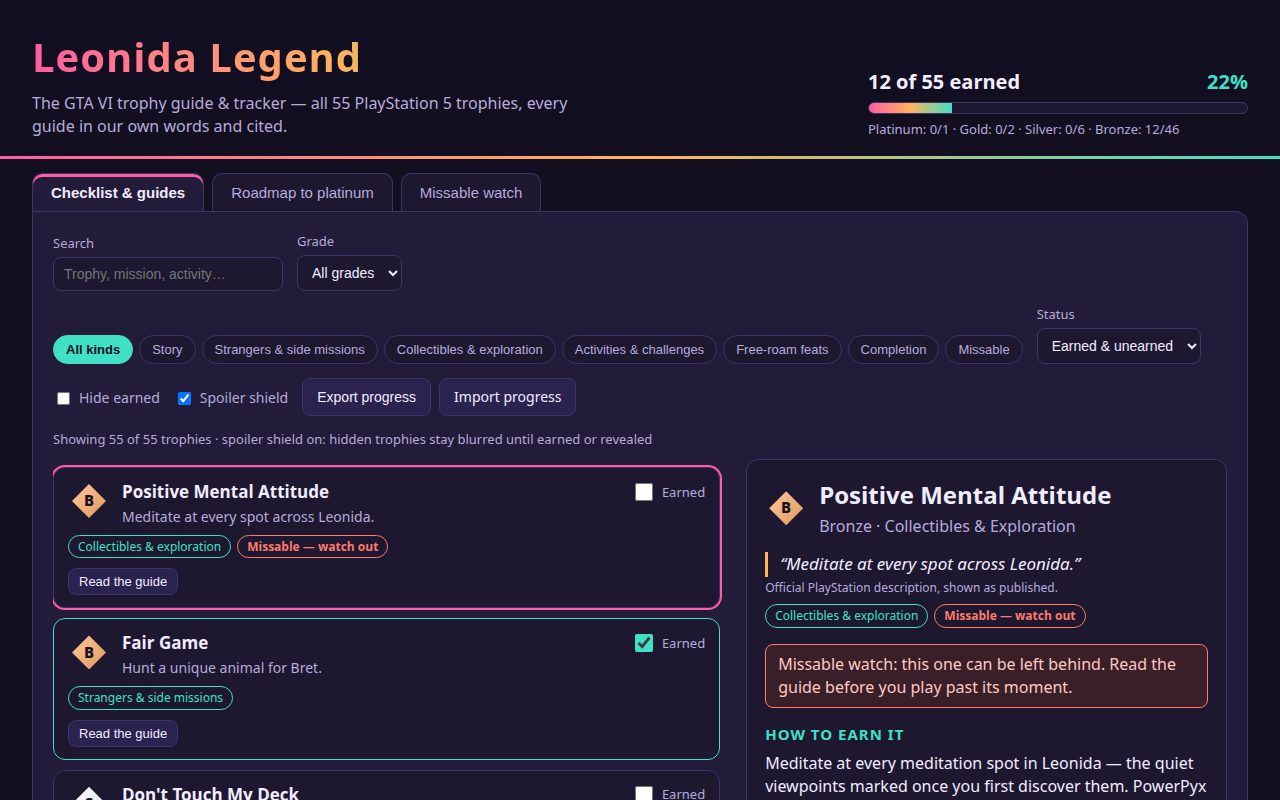 Leonida Legend
The GTA VI trophy guide & tracker — all 55 PlayStation 5 trophies, every
guide in our own words and cited.
12 of 55 earned 22%
Platinum: 0/1 · Gold: 0/2 · Silver: 0/6 · Bronze: 12/46
Checklist & guides Roadmap to platinum Missable watch
Search
Grade
Trophy, mission, activity…
All grades
Status
All kinds Story Strangers & side missions Collectibles & exploration Activities & challenges Free-roam feats Completion Missable Earned & unearned
Hide earned Spoiler shield Export progress Import progress
Showing 55 of 55 trophies · spoiler shield on: hidden trophies stay blurred until earned or revealed
B
Positive Mental Attitude
Earned
Meditate at every spot across Leonida.
Collectibles & exploration Missable — watch out
Read the guide
B
Fair Game
Earned
Hunt a unique animal for Bret.
Strangers & side missions
Read the guide
Don't Touch My Deck
Earned
B
Positive Mental Attitude
Bronze · Collectibles & Exploration
“Meditate at every spot across Leonida.”
Official PlayStation description, shown as published.
Collectibles & exploration Missable — watch out
Missable watch: this one can be left behind. Read the
guide before you play past its moment.
HOW TO EARN IT
Meditate at every meditation spot in Leonida — the quiet
viewpoints marked once you first discover them. PowerPyx